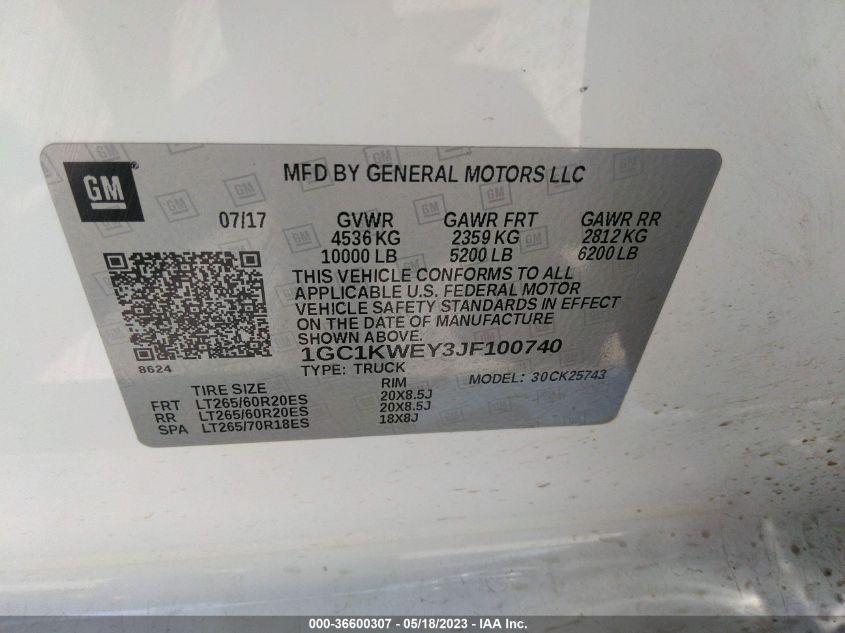 GM
MFD BY GENERAL MOTORS LLC
07/17 GVWR GAWR FRT GAWR RR
4536 KG 2359 KG 2812 KG
10000 LB 5200 LB 6200 LB
THIS VEHICLE CONFORMS TO ALL
APPLICABLE U.S. FEDERAL MOTOR
VEHICLE SAFETY STANDARDS IN EFFECT
ON THE DATE OF MANUFACTURE
SHOWN ABOVE.
8624
1GC1KWEY3JF100740
TYPE: TRUCK MODEL: 30CK25743
TIRE SIZE RIM
FRT LT265/60R20ES 20X8.5J
RR LT265/60R20ES 20X8.5J
SPA LT265/70R18ES 18X8J
000-36600307 - 05/18/2023 - IAA Inc.